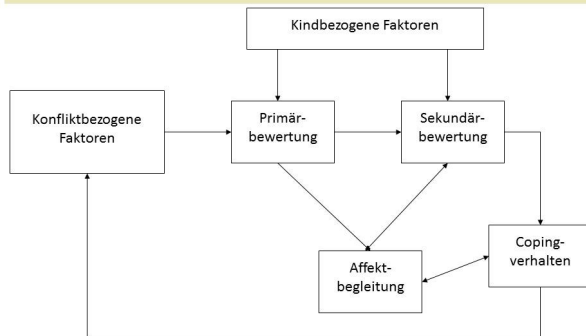 Kindbezogene Faktoren
Konfliktbezogene
Faktoren
Primär-
bewertung
Sekundär-
bewertung
Affekt-
begleitung
Coping-
verhalten